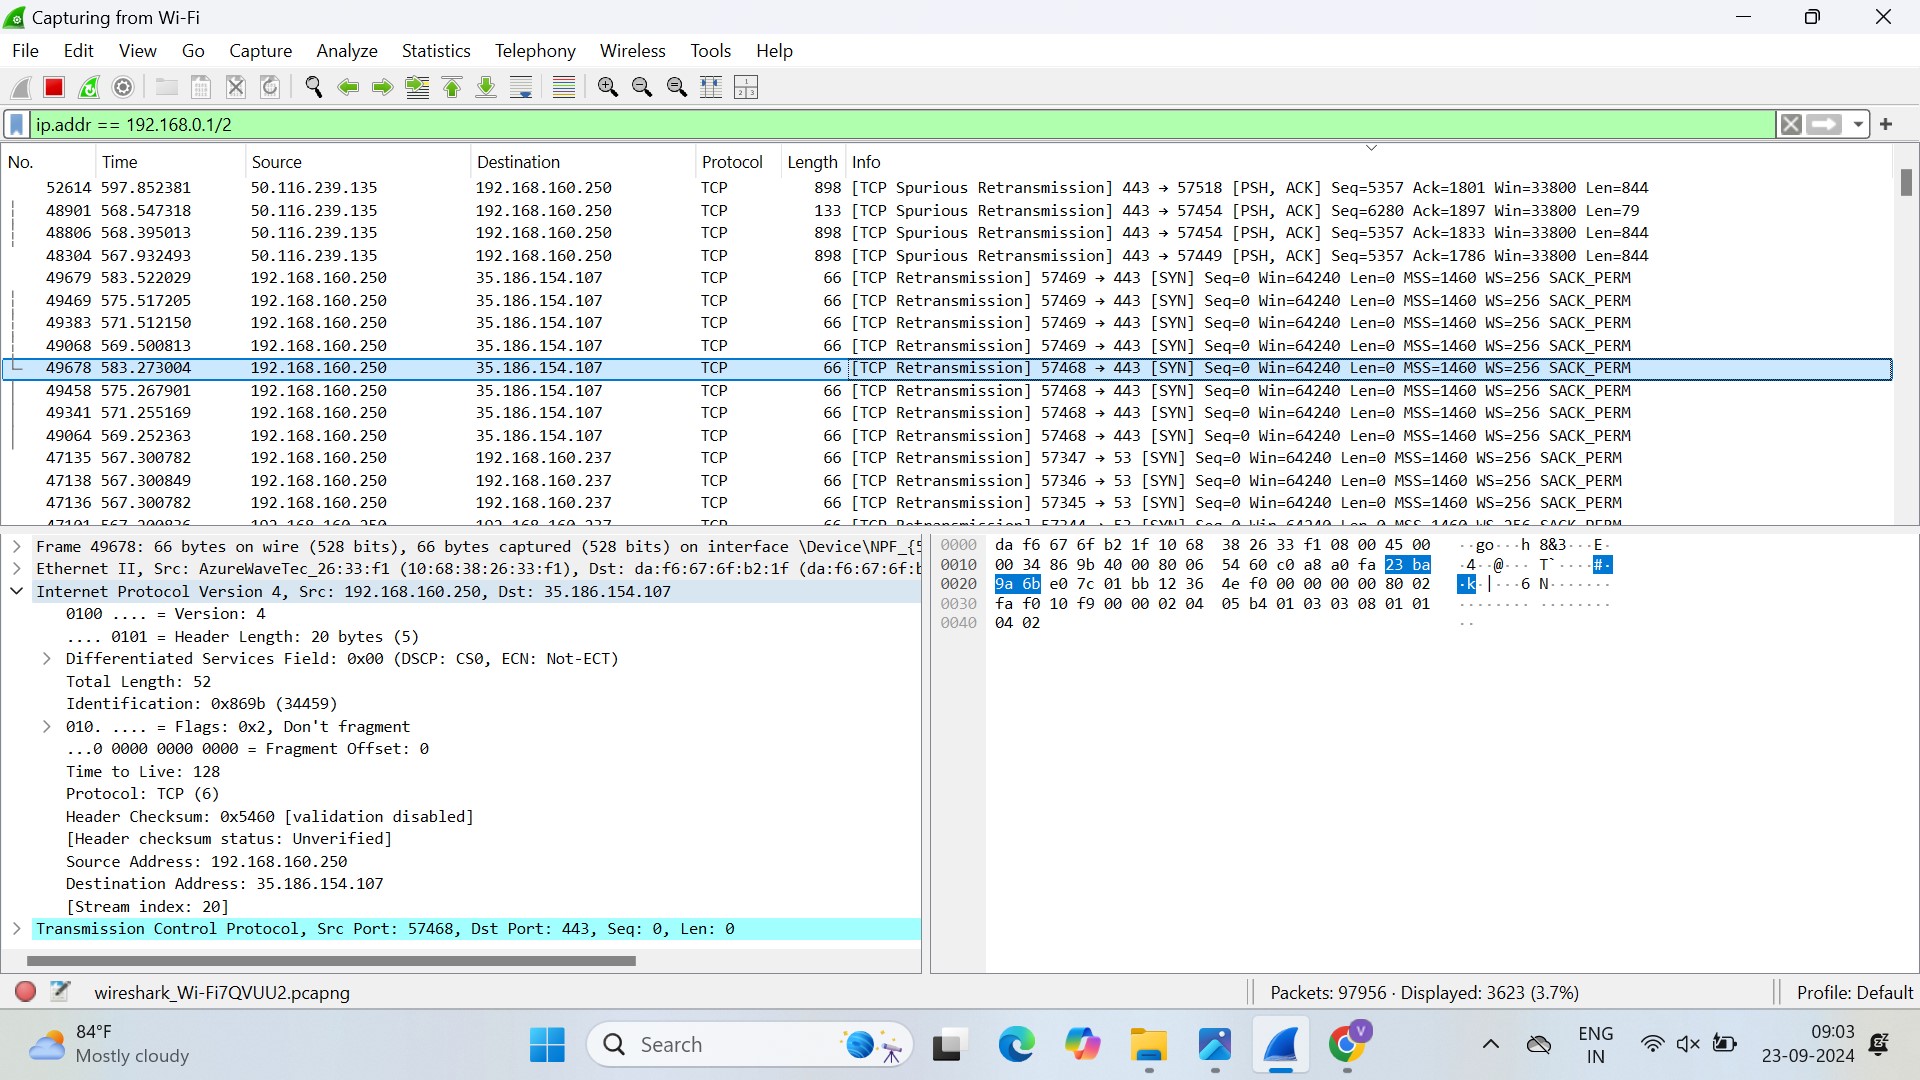 Capturing from Wi-Fi
File Edit View Go Capture Analyze Statistics Telephony Wireless Tools Help
ip.addr == 192.168.0.1/2
No. Time Source Destination Protocol Length Info
52614 597.852381 50.116.239.135 192.168.160.250 TCP 898 [TCP Spurious Retransmission] 443 → 57518 [PSH, ACK] Seq=5357 Ack=1801 Win=33800 Len=844
48901 568.547318 50.116.239.135 192.168.160.250 TCP 133 [TCP Spurious Retransmission] 443 → 57454 [PSH, ACK] Seq=6280 Ack=1897 Win=33800 Len=79
48806 568.395013 50.116.239.135 192.168.160.250 TCP 898 [TCP Spurious Retransmission] 443 → 57454 [PSH, ACK] Seq=5357 Ack=1833 Win=33800 Len=844
48304 567.932493 50.116.239.135 192.168.160.250 TCP 898 [TCP Spurious Retransmission] 443 → 57449 [PSH, ACK] Seq=5357 Ack=1786 Win=33800 Len=844
49679 583.522029 192.168.160.250 35.186.154.107 TCP 66 [TCP Retransmission] 57469 → 443 [SYN] Seq=0 Win=64240 Len=0 MSS=1460 WS=256 SACK_PERM
49469 575.517205 192.168.160.250 35.186.154.107 TCP 66 [TCP Retransmission] 57469 → 443 [SYN] Seq=0 Win=64240 Len=0 MSS=1460 WS=256 SACK_PERM
49383 571.512150 192.168.160.250 35.186.154.107 TCP 66 [TCP Retransmission] 57469 → 443 [SYN] Seq=0 Win=64240 Len=0 MSS=1460 WS=256 SACK_PERM
49068 569.500813 192.168.160.250 35.186.154.107 TCP 66 [TCP Retransmission] 57469 → 443 [SYN] Seq=0 Win=64240 Len=0 MSS=1460 WS=256 SACK_PERM
49678 583.273004 192.168.160.250 35.186.154.107 TCP 66 [TCP Retransmission] 57468 → 443 [SYN] Seq=0 Win=64240 Len=0 MSS=1460 WS=256 SACK_PERM
49458 575.267901 192.168.160.250 35.186.154.107 TCP 66 [TCP Retransmission] 57468 → 443 [SYN] Seq=0 Win=64240 Len=0 MSS=1460 WS=256 SACK_PERM
49341 571.255169 192.168.160.250 35.186.154.107 TCP 66 [TCP Retransmission] 57468 → 443 [SYN] Seq=0 Win=64240 Len=0 MSS=1460 WS=256 SACK_PERM
49064 569.252363 192.168.160.250 35.186.154.107 TCP 66 [TCP Retransmission] 57468 → 443 [SYN] Seq=0 Win=64240 Len=0 MSS=1460 WS=256 SACK_PERM
47135 567.300782 192.168.160.250 192.168.160.237 TCP 66 [TCP Retransmission] 57347 → 53 [SYN] Seq=0 Win=64240 Len=0 MSS=1460 WS=256 SACK_PERM
47138 567.300849 192.168.160.250 192.168.160.237 TCP 66 [TCP Retransmission] 57346 → 53 [SYN] Seq=0 Win=64240 Len=0 MSS=1460 WS=256 SACK_PERM
47136 567.300782 192.168.160.250 192.168.160.237 TCP 66 [TCP Retransmission] 57345 → 53 [SYN] Seq=0 Win=64240 Len=0 MSS=1460 WS=256 SACK_PERM
Frame 49678: 66 bytes on wire (528 bits), 66 bytes captured (528 bits) on interface \Device\NPF_{5
Ethernet II, Src: AzureWaveTec_26:33:f1 (10:68:38:26:33:f1), Dst: da:f6:67:6f:b2:1f (da:f6:67:6f:b
Internet Protocol Version 4, Src: 192.168.160.250, Dst: 35.186.154.107
0100 .... = Version: 4
.... 0101 = Header Length: 20 bytes (5)
Differentiated Services Field: 0x00 (DSCP: CS0, ECN: Not-ECT)
Total Length: 52
Identification: 0x869b (34459)
010. .... = Flags: 0x2, Don't fragment
...0 0000 0000 0000 = Fragment Offset: 0
Time to Live: 128
Protocol: TCP (6)
Header Checksum: 0x5460 [validation disabled]
[Header checksum status: Unverified]
Source Address: 192.168.160.250
Destination Address: 35.186.154.107
[Stream index: 20]
Transmission Control Protocol, Src Port: 57468, Dst Port: 443, Seq: 0, Len: 0
0000 da f6 67 6f b2 1f 10 68 38 26 33 f1 08 00 45 00 ··go···h 8&3···E·
0010 00 34 86 9b 40 00 80 06 54 60 c0 a8 a0 fa 23 ba ·4··@··· T`····#·
0020 9a 6b e0 7c 01 bb 12 36 4e f0 00 00 00 00 80 02 ·k·|···6 N·······
0030 fa f0 10 f9 00 00 02 04 05 b4 01 03 03 08 01 01 ········ ········
0040 04 02 ··
wireshark_Wi-Fi7QVUU2.pcapng
Packets: 97956 · Displayed: 3623 (3.7%)
Profile: Default
84°F
Mostly cloudy
Search
V
ENG
IN
09:03
23-09-2024